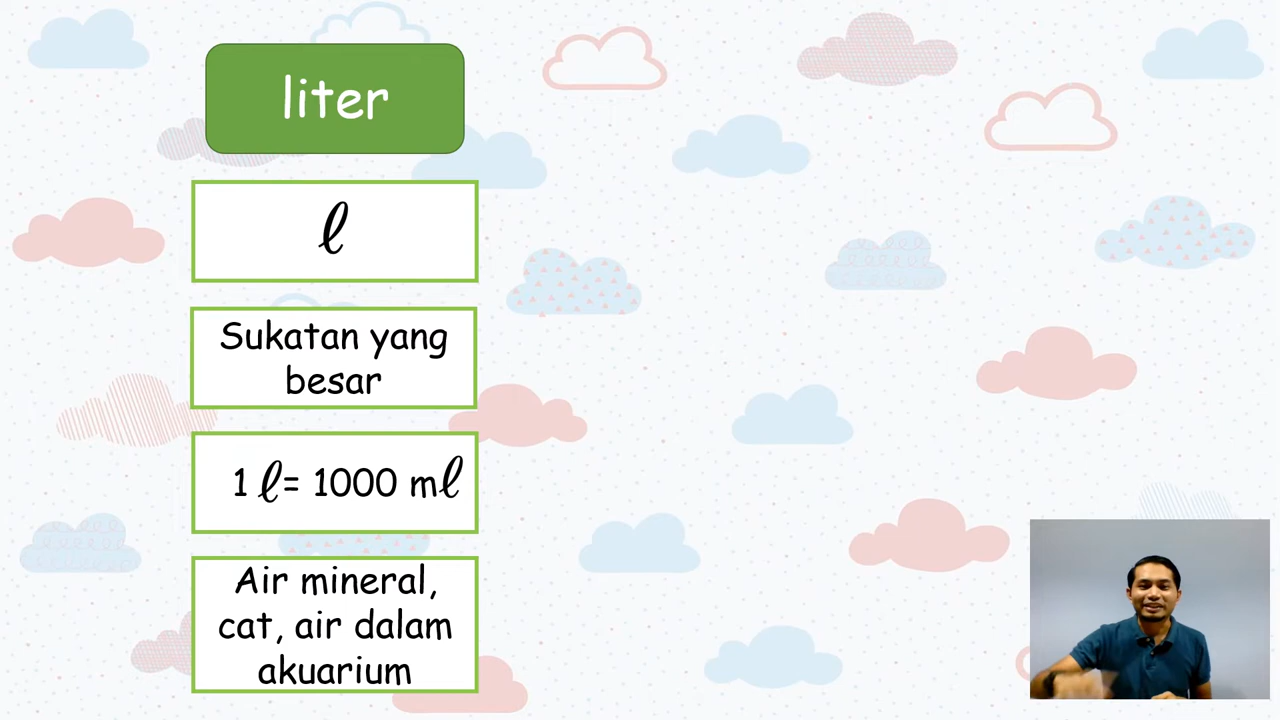 liter
ℓ
Sukatan yang
besar
1 ℓ= 1000 mℓ
Air mineral,
cat, air dalam
akuarium